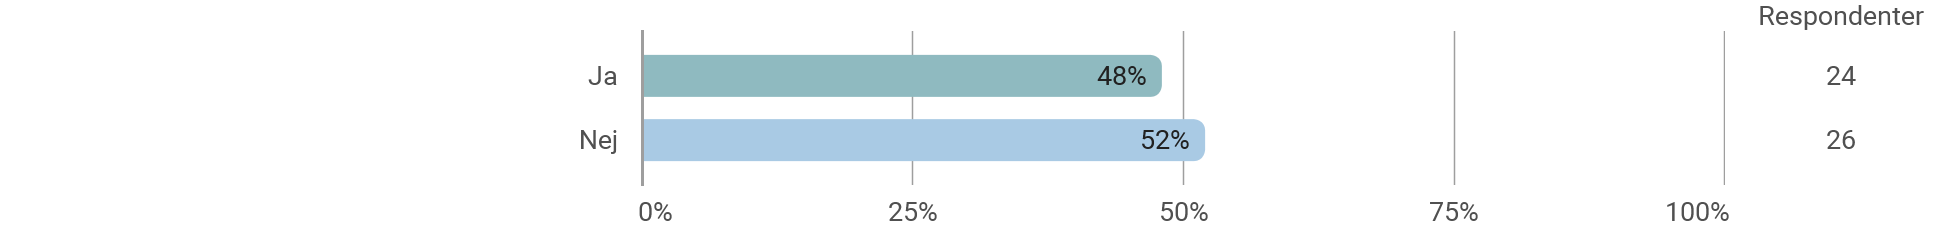 Respondenter
Ja 48% 24
Nej 52% 26
0% 25% 50% 75% 100%